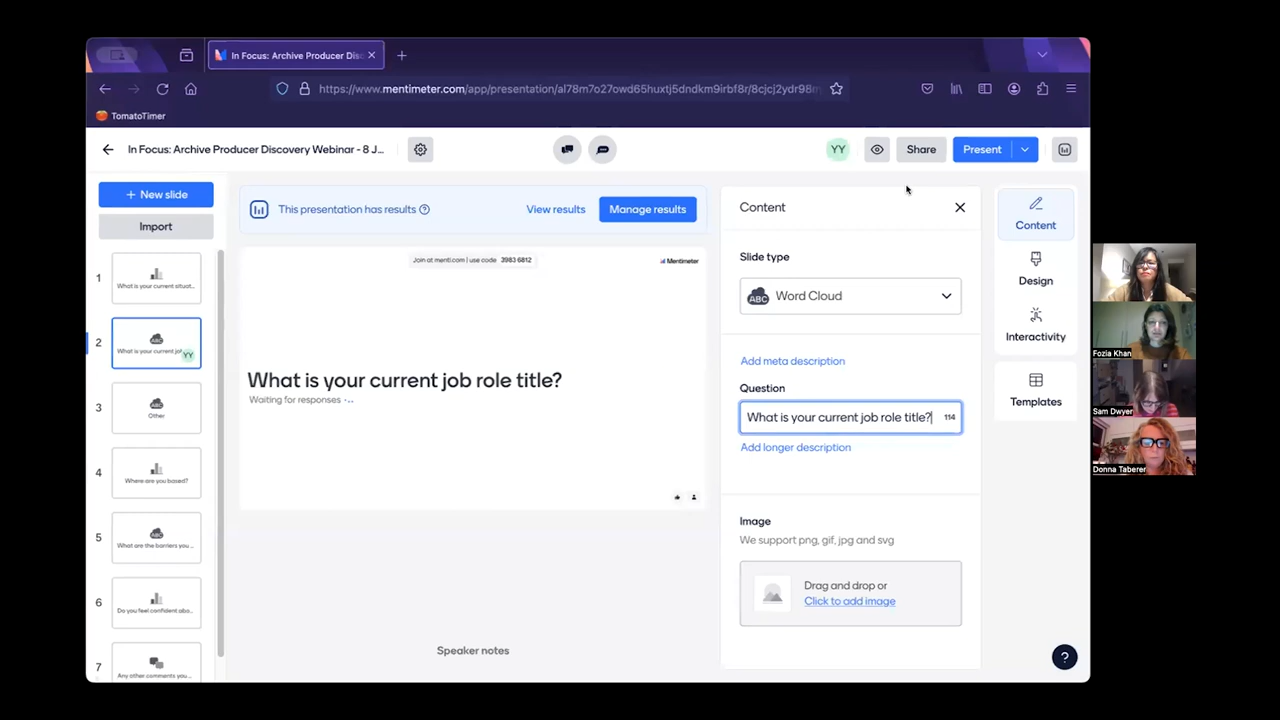 In Focus: Archive Producer Disc
https://www.mentimeter.com/app/presentation/al78m7o27owd65huxtj5dndkm9irbf8r/8cjcj2ydr98m
TomatoTimer
In Focus: Archive Producer Discovery Webinar - 8 J...
YY
Share
Present
+ New slide
Import
This presentation has results
View results
Manage results
Content
Content
Design
Interactivity
Templates
1
What is your current situat...
2
What is your current jo
YY
3
Other
4
Where are you based?
5
What are the barriers you ...
6
Do you feel confident abo...
7
Any other comments you...
Join at menti.com | use code 3983 6812
Mentimeter
What is your current job role title?
Waiting for responses
Speaker notes
Slide type
ABC Word Cloud
Add meta description
Question
What is your current job role title? 114
Add longer description
Image
We support png, gif, jpg and svg
Drag and drop or
Click to add image
?
Fozia Khan
Sam Dwyer
Donna Taberer